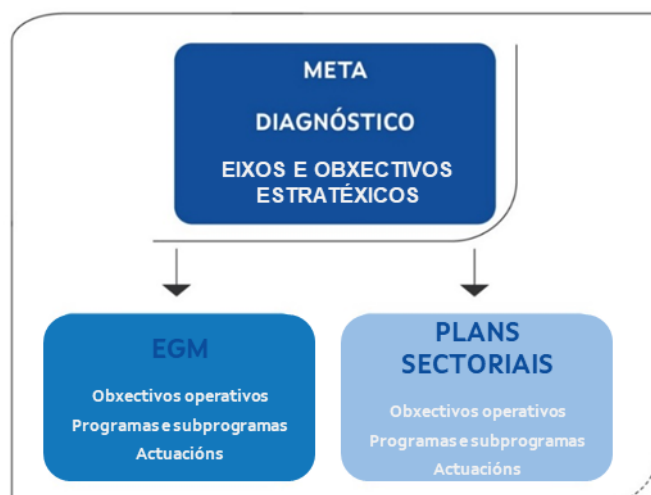 META
DIAGNÓSTICO
EIXOS E OBXECTIVOS
ESTRATÉXICOS
EGM
Obxectivos operativos
Programas e subprogramas
Actuacións
PLANS
SECTORIAIS
Obxectivos operativos
Programas e subprogramas
Actuacións